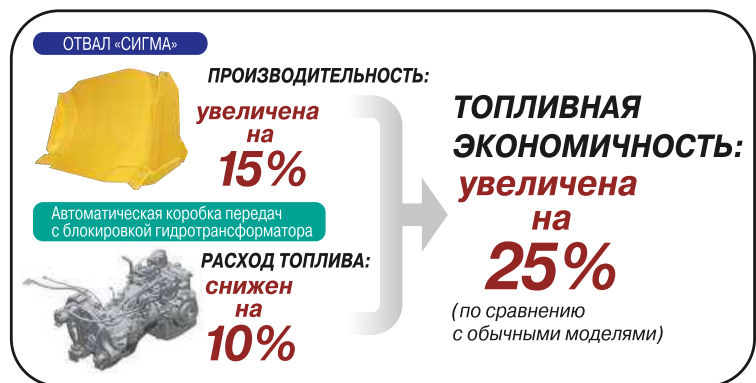 ОТВАЛ «СИГМА»
ПРОИЗВОДИТЕЛЬНОСТЬ:
увеличена
на
15%
Автоматическая коробка передач
с блокировкой гидротрансформатора
РАСХОД ТОПЛИВА:
снижен
на
10%
ТОПЛИВНАЯ
ЭКОНОМИЧНОСТЬ:
увеличена
на
25%
(по сравнению
с обычными моделями)